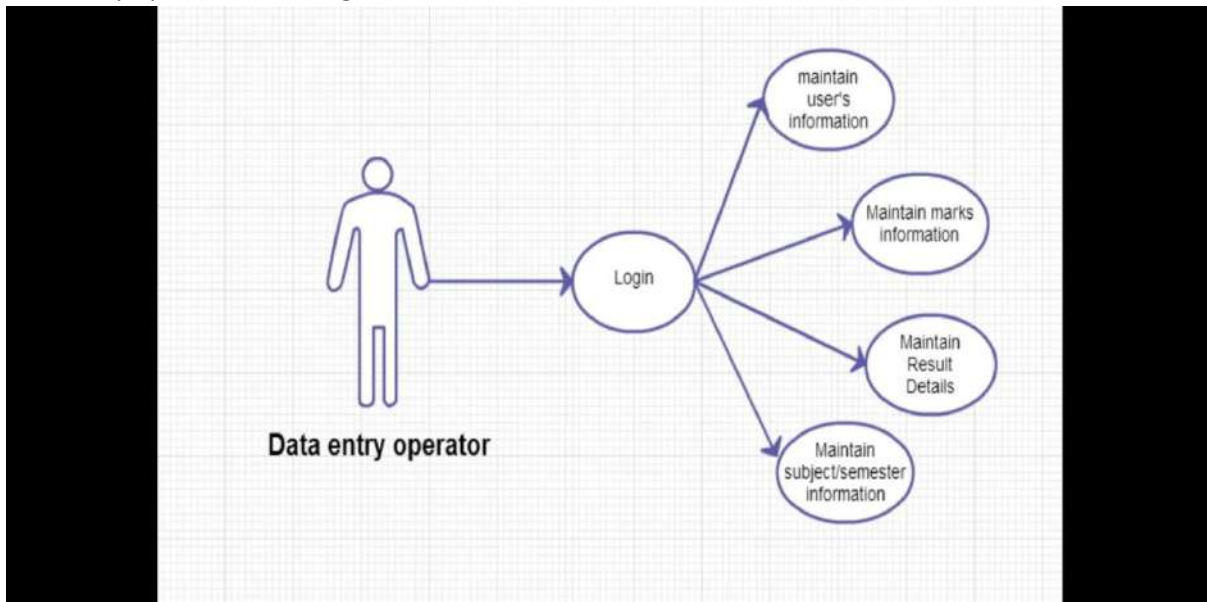 maintain
user's
information
Maintain marks
information
Login
Maintain
Result
Details
Data entry operator
Maintain
subject/semester
information